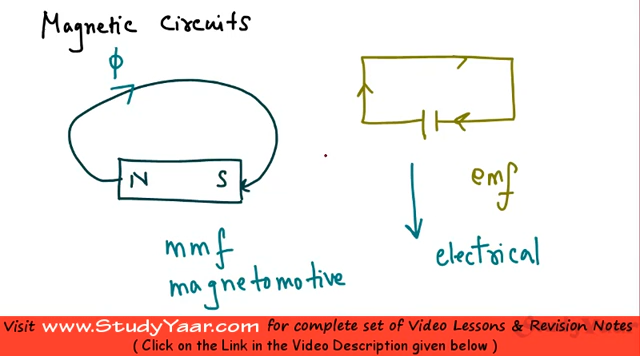 Magnetic Circuits
ϕ
N S
emf
mmf
electrical
magnetomotive
Visit www.StudyYaar.com for complete set of Video Lessons & Revision Notes
( Click on the Link in the Video Description given below )